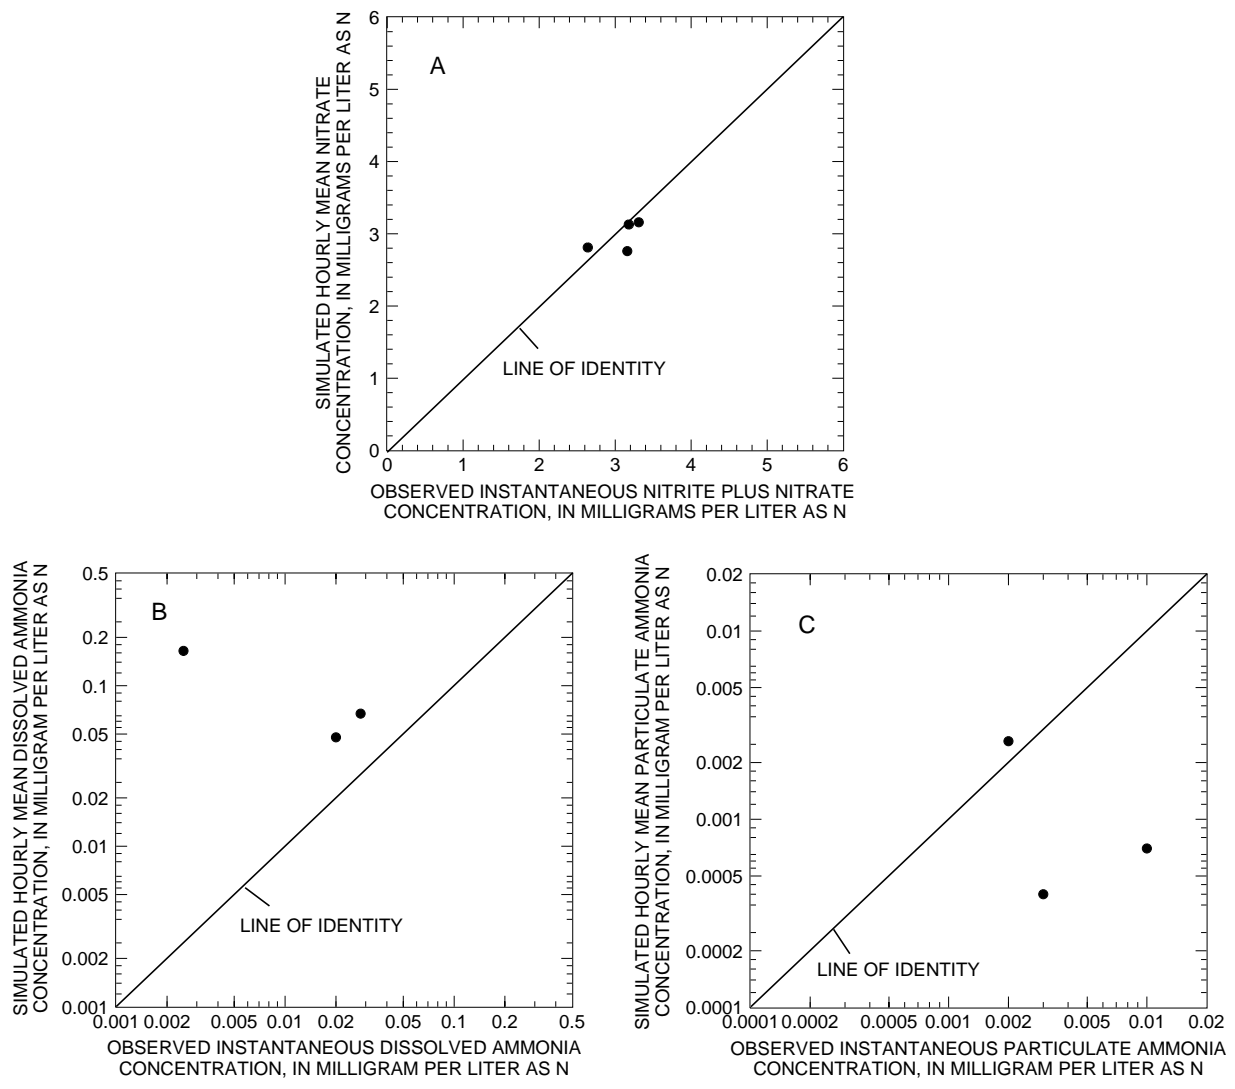 SIMULATED HOURLY MEAN NITRATE
CONCENTRATION, IN MILLIGRAMS PER LITER AS N
6
5
4
3
2
1
0
A
LINE OF IDENTITY
0 1 2 3 4 5 6
OBSERVED INSTANTANEOUS NITRITE PLUS NITRATE
CONCENTRATION, IN MILLIGRAMS PER LITER AS N
SIMULATED HOURLY MEAN DISSOLVED AMMONIA
CONCENTRATION, IN MILLIGRAM PER LITER AS N
0.5
0.2
0.1
0.05
0.02
0.01
0.005
0.002
0.001
B
LINE OF IDENTITY
0.001 0.002 0.005 0.01 0.02 0.05 0.1 0.2 0.5
OBSERVED INSTANTANEOUS DISSOLVED AMMONIA
CONCENTRATION, IN MILLIGRAM PER LITER AS N
SIMULATED HOURLY MEAN PARTICULATE AMMONIA
CONCENTRATION, IN MILLIGRAM PER LITER AS N
0.02
0.01
0.005
0.002
0.001
0.0005
0.0002
0.0001
C
LINE OF IDENTITY
0.0001 0.0002 0.0005 0.001 0.002 0.005 0.01 0.02
OBSERVED INSTANTANEOUS PARTICULATE AMMONIA
CONCENTRATION, IN MILLIGRAM PER LITER AS N